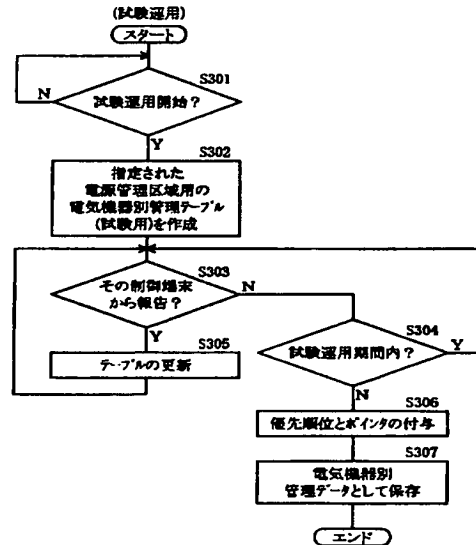 (試験運用)
スタート
S301
試験運用開始？
N
Y
S302
指定された
電源管理区域用の
電気機器別管理テーブル
(試験用)を作成
S303
その制御端末
から報告？
N
Y
S304
試験運用期間内？
Y
N
S305
テーブルの更新
S306
優先順位とポインタの付与
S307
電気機器別
管理データとして保存
エンド